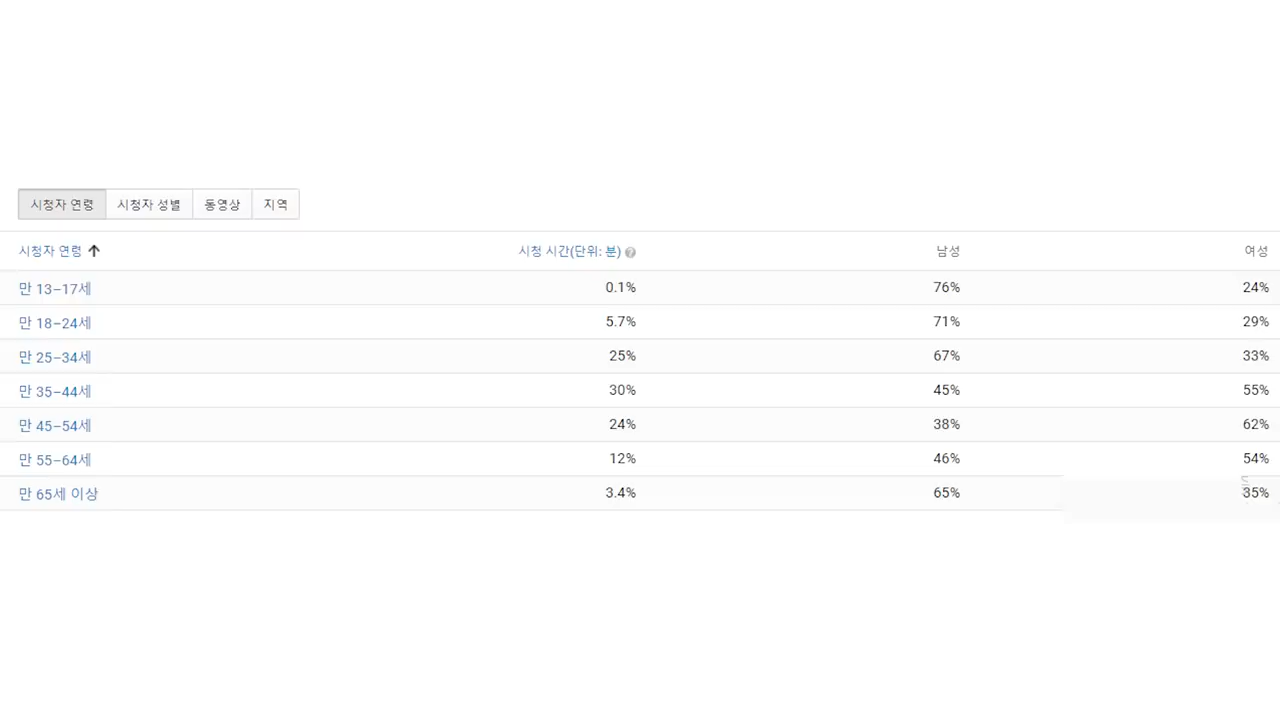 시청자 연령 시청자 성별 동영상 지역
시청자 연령 시청 시간(단위: 분) 남성 여성
만 13–17세 0.1% 76% 24%
만 18–24세 5.7% 71% 29%
만 25–34세 25% 67% 33%
만 35–44세 30% 45% 55%
만 45–54세 24% 38% 62%
만 55–64세 12% 46% 54%
만 65세 이상 3.4% 65% 35%